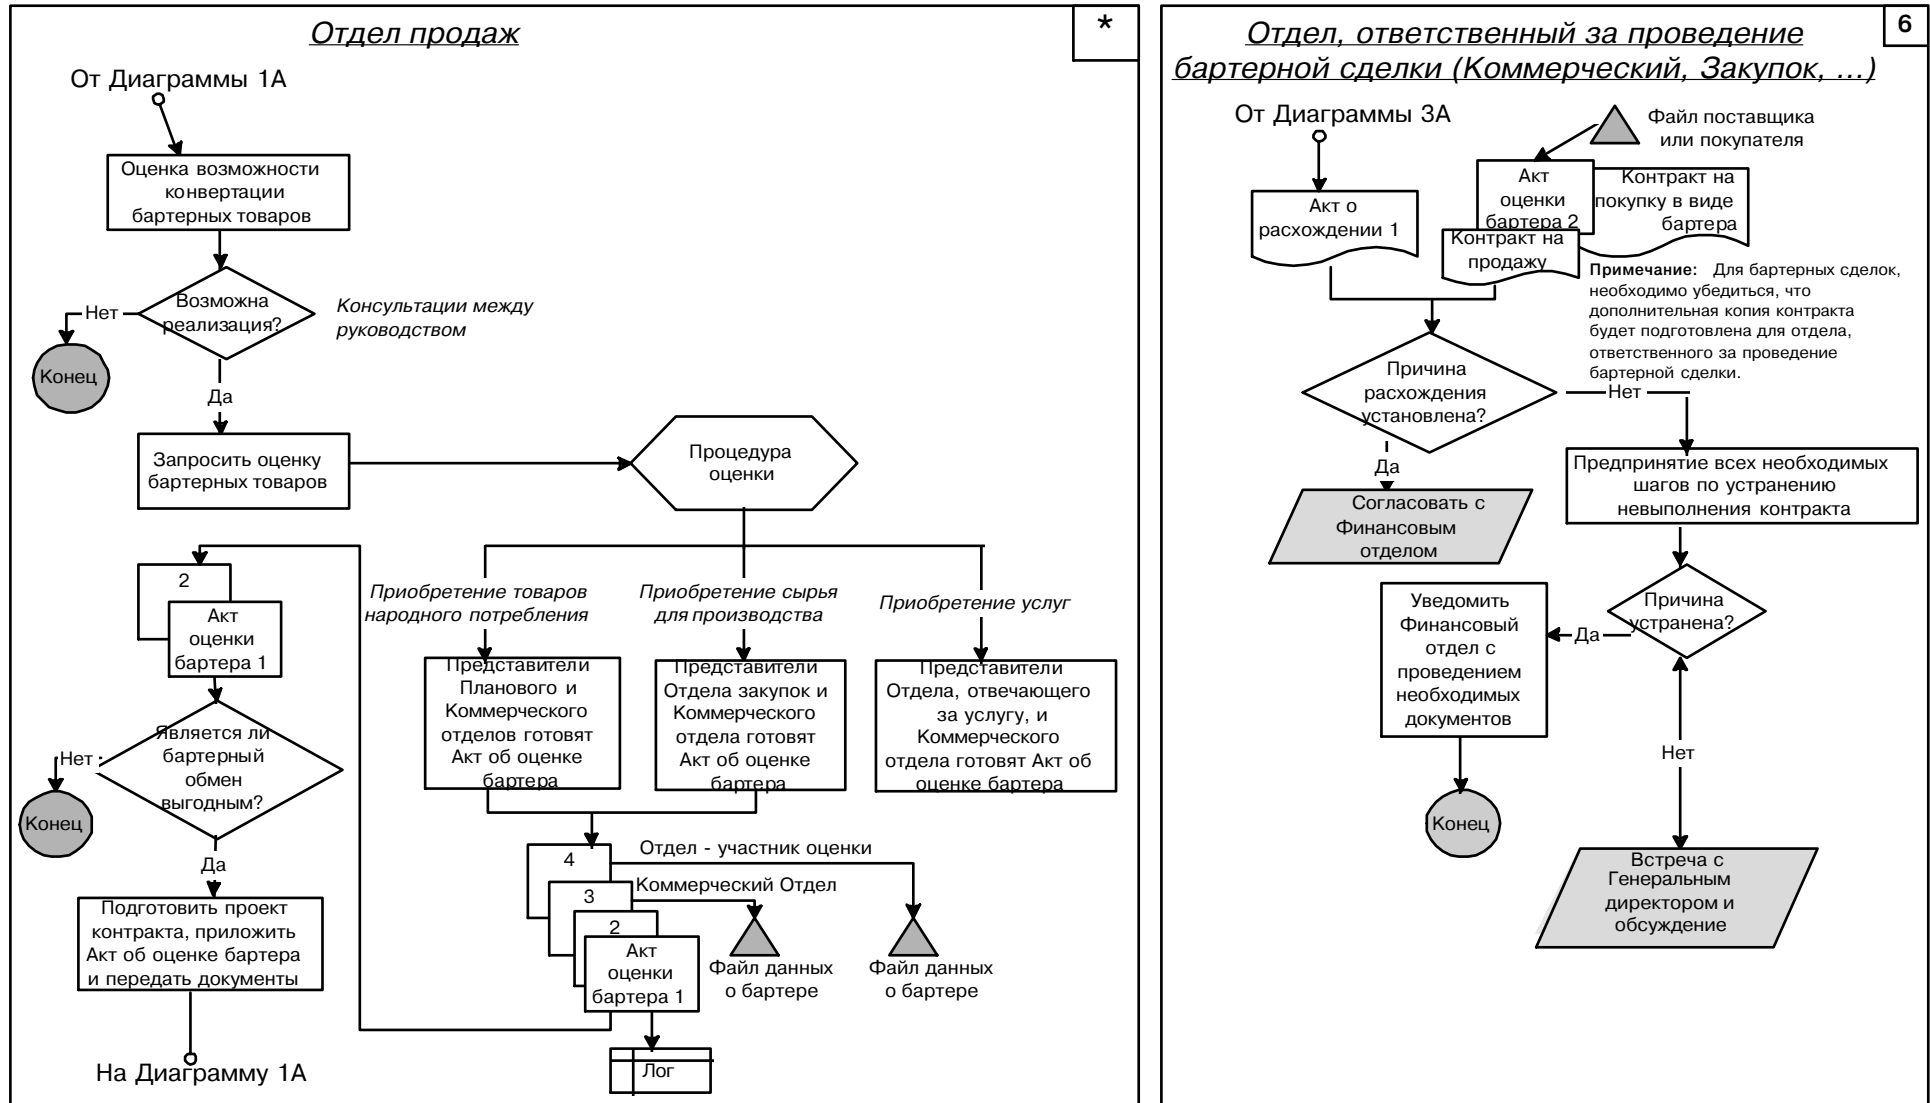 Отдел продаж
*
От Диаграммы 1А
Оценка возможности
конвертации
бартерных товаров
Возможна
реализация?
Нет
Консультации между
руководством
Конец
Да
Запросить оценку
бартерных товаров
Процедура
оценки
2
Акт
оценки
бартера 1
Приобретение товаров
народного потребления
Приобретение сырья
для производства
Приобретение услуг
Представители
Планового и
Коммерческого
отделов готовят
Акт об оценке
бартера
Представители
Отдела закупок и
Коммерческого
отдела готовят
Акт об оценке
бартера
Представители
Отдела, отвечающего
за услугу, и
Коммерческого
отдела готовят Акт об
оценке бартера
Является ли
бартерный
обмен
выгодным?
Нет
Конец
Да
Подготовить проект
контракта, приложить
Акт об оценке бартера
и передать документы
На Диаграмму 1А
4
Отдел - участник оценки
3
Коммерческий Отдел
2
Акт
оценки
бартера 1
Файл данных
о бартере
Файл данных
о бартере
Лог
6
Отдел, ответственный за проведение
бартерной сделки (Коммерческий, Закупок, ...)
От Диаграммы 3А
Файл поставщика
или покупателя
Акт о
расхождении 1
Акт
оценки
бартера 2
Контракт на
покупку в виде
бартера
Контракт на
продажу
Примечание: Для бартерных сделок,
необходимо убедиться, что
дополнительная копия контракта
будет подготовлена для отдела,
ответственного за проведение
бартерной сделки.
Причина
расхождения
установлена?
Нет
Да
Согласовать с
Финансовым
отделом
Предпринятие всех необходимых
шагов по устранению
невыполнения контракта
Причина
устранена?
Да
Уведомить
Финансовый
отдел с
проведением
необходимых
документов
Нет
Конец
Встреча с
Генеральным
директором и
обсуждение